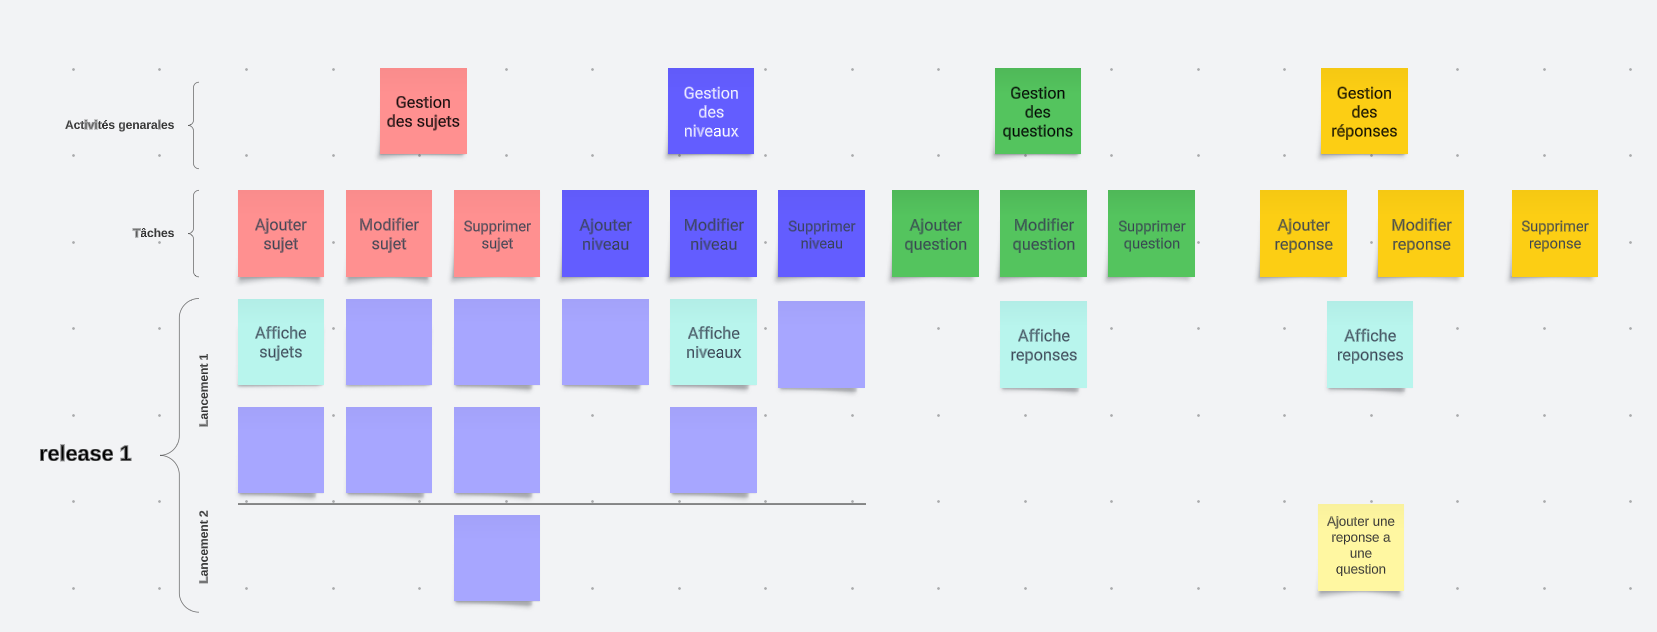 Activités genarales
Gestion
des sujets
Gestion
des
niveaux
Gestion
des
questions
Gestion
des
réponses
Tâches
Ajouter
sujet
Modifier
sujet
Supprimer
sujet
Ajouter
niveau
Modifier
niveau
Supprimer
niveau
Ajouter
question
Modifier
question
Supprimer
question
Ajouter
reponse
Modifier
reponse
Supprimer
reponse
release 1
Lancement 1
Affiche
sujets
Affiche
niveaux
Affiche
reponses
Affiche
reponses
Lancement 2
Ajouter une
reponse a
une
question